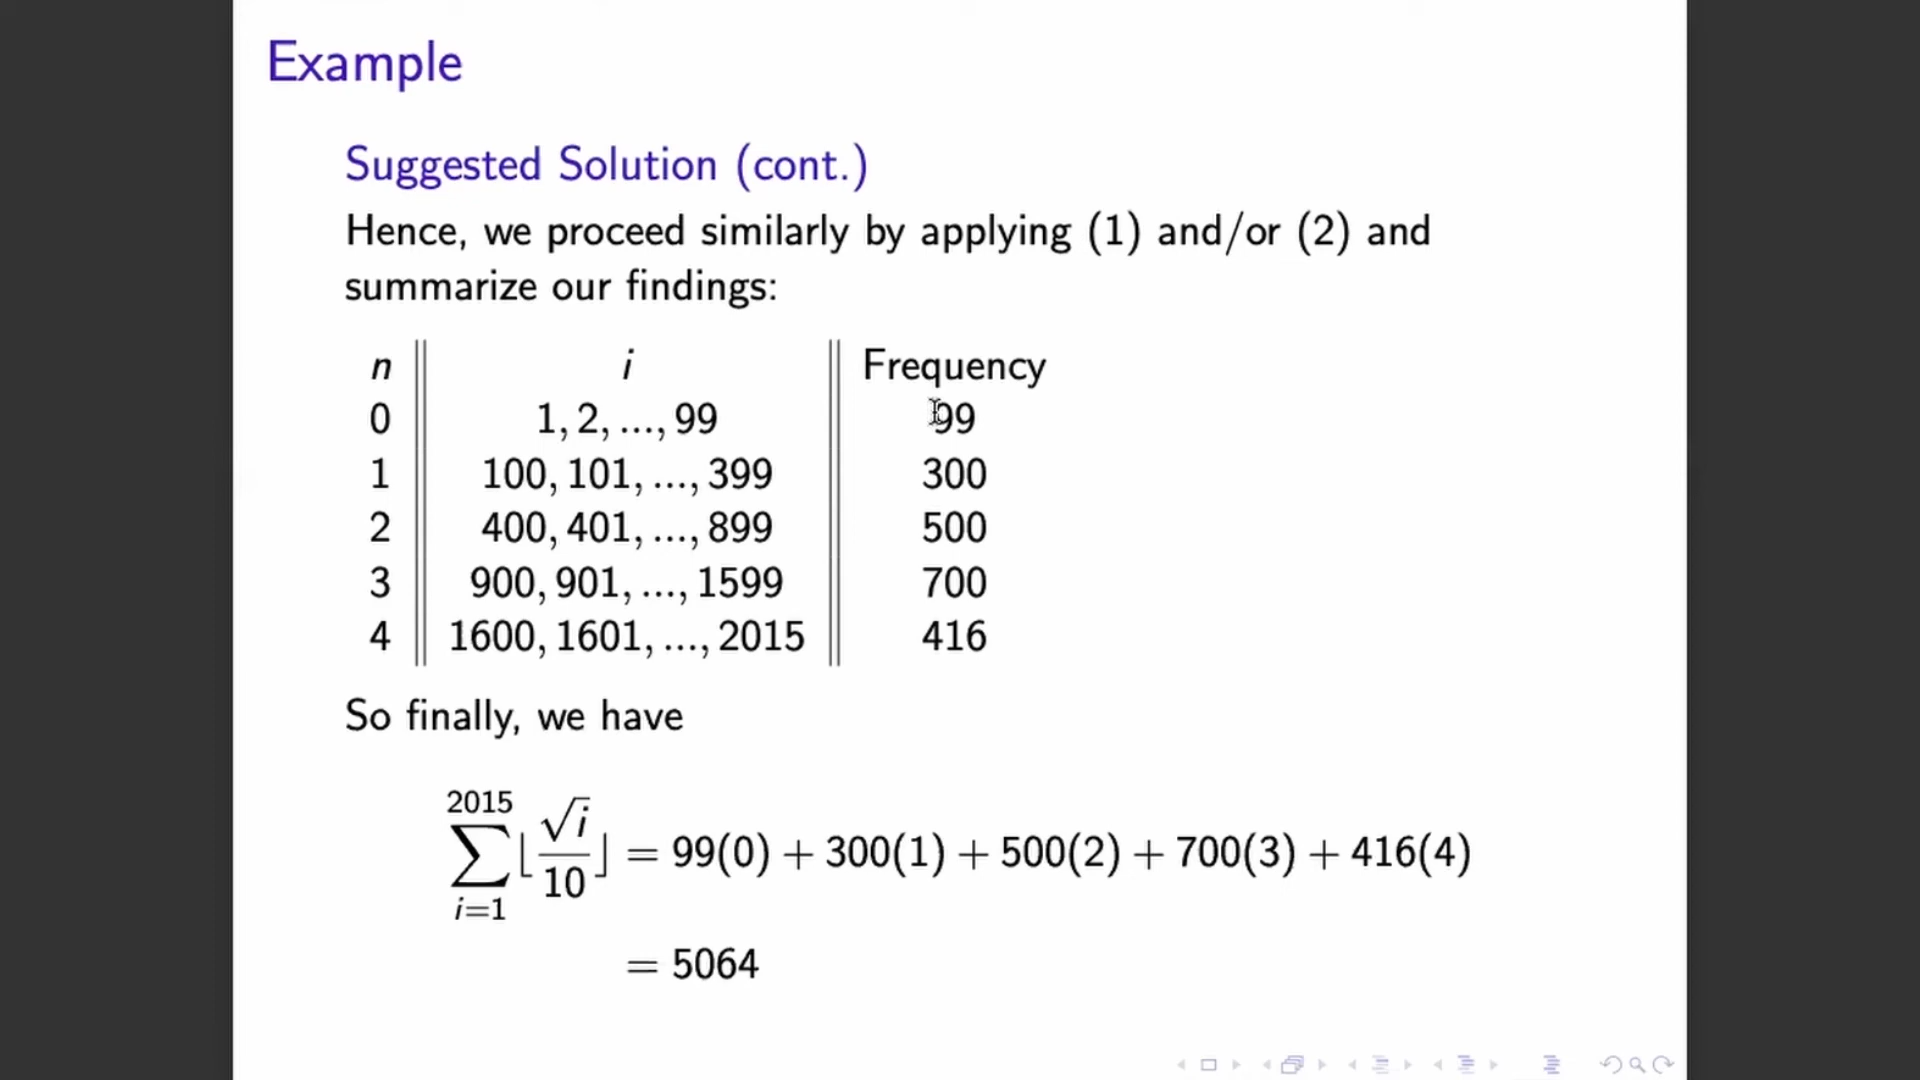 Example
Suggested Solution (cont.)
Hence, we proceed similarly by applying (1) and/or (2) and
summarize our findings:
n i Frequency
0 1, 2, ..., 99 99
1 100, 101, ..., 399 300
2 400, 401, ..., 899 500
3 900, 901, ..., 1599 700
4 1600, 1601, ..., 2015 416
So finally, we have
∑_{i=1}^{2015} ⌊√i/10⌋ = 99(0) + 300(1) + 500(2) + 700(3) + 416(4)
= 5064